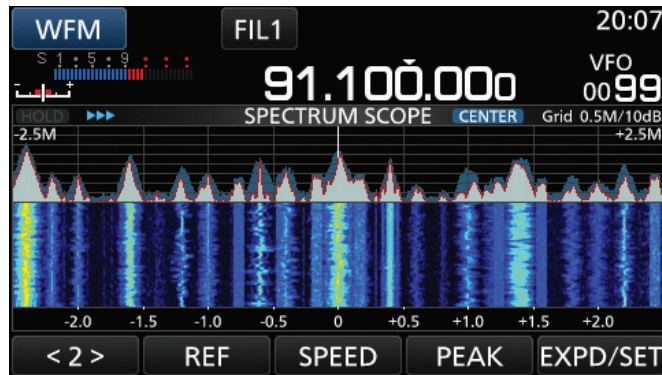 WFM FIL1 20:07
S 1 5 9
VFO
- + 91.100.000 00 99
HOLD SPECTRUM SCOPE CENTER Grid 0.5M/10dB
-2.5M +2.5M
-2.0 -1.5 -1.0 -0.5 0 +0.5 +1.0 +1.5 +2.0
< 2 > REF SPEED PEAK EXPD/SET